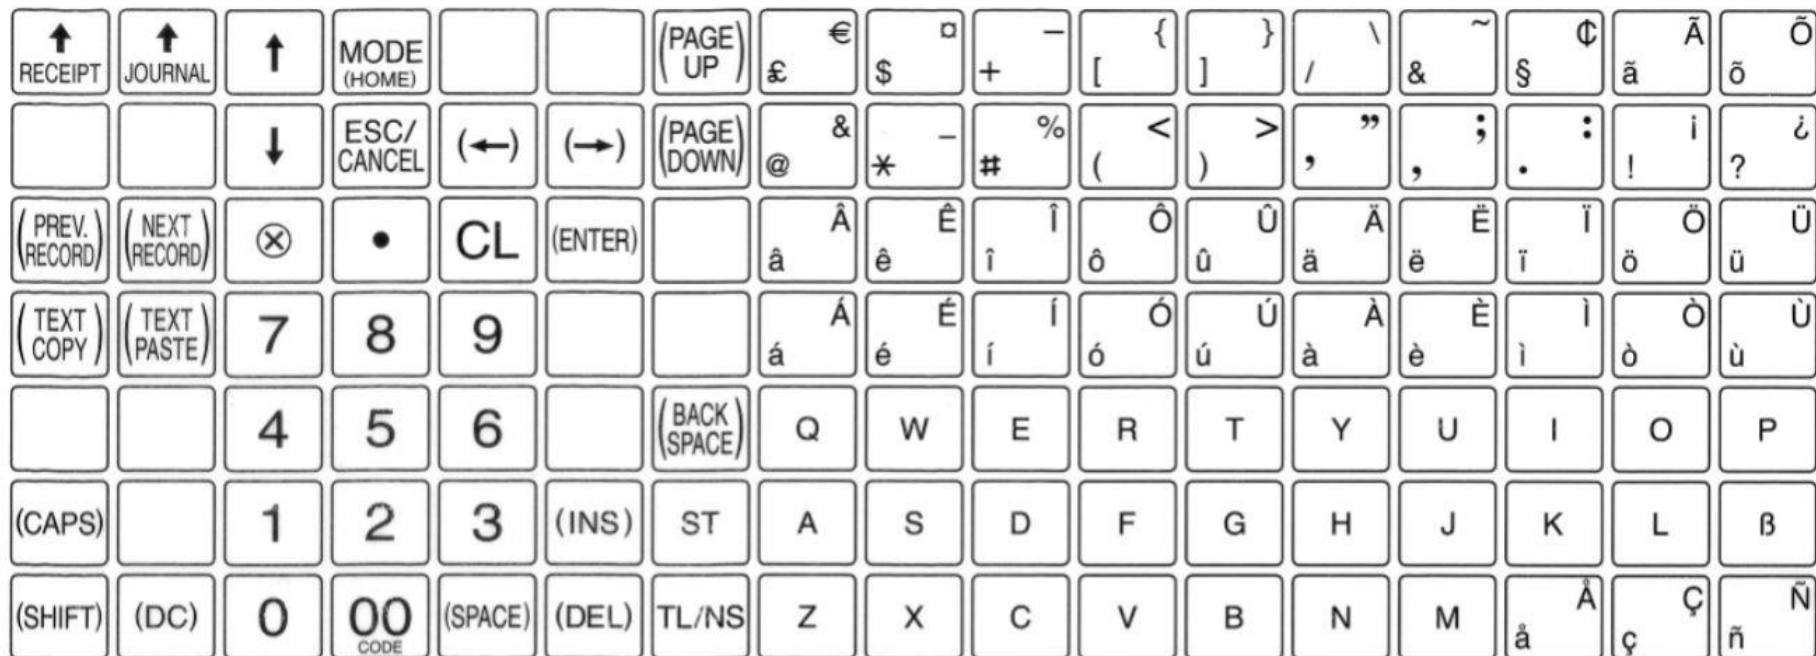 ↑ RECEIPT ↑ JOURNAL ↑ MODE (HOME) (PAGE UP) £ € $ ¤ + – [ { ] } / \ & ~ § ₵ ã Ã õ Õ
↓ ESC/CANCEL (←) (→) (PAGE DOWN) @ & * _ # % ( < ) > ’ ” , ; . : ! ¡ ? ¿
(PREV. RECORD) (NEXT RECORD) ⊗ • CL (ENTER) â Â ê Ê î Î ô Ô û Û ä Ä ë Ë ï Ï ö Ö ü Ü
(TEXT COPY) (TEXT PASTE) 7 8 9 á Á é É í Í ó Ó ú Ú à À è È ì Ì ò Ò ù Ù
4 5 6 (BACK SPACE) Q W E R T Y U I O P
(CAPS) 1 2 3 (INS) ST A S D F G H J K L ß
(SHIFT) (DC) 0 00 CODE (SPACE) (DEL) TL/NS Z X C V B N M å Å ç Ç ñ Ñ